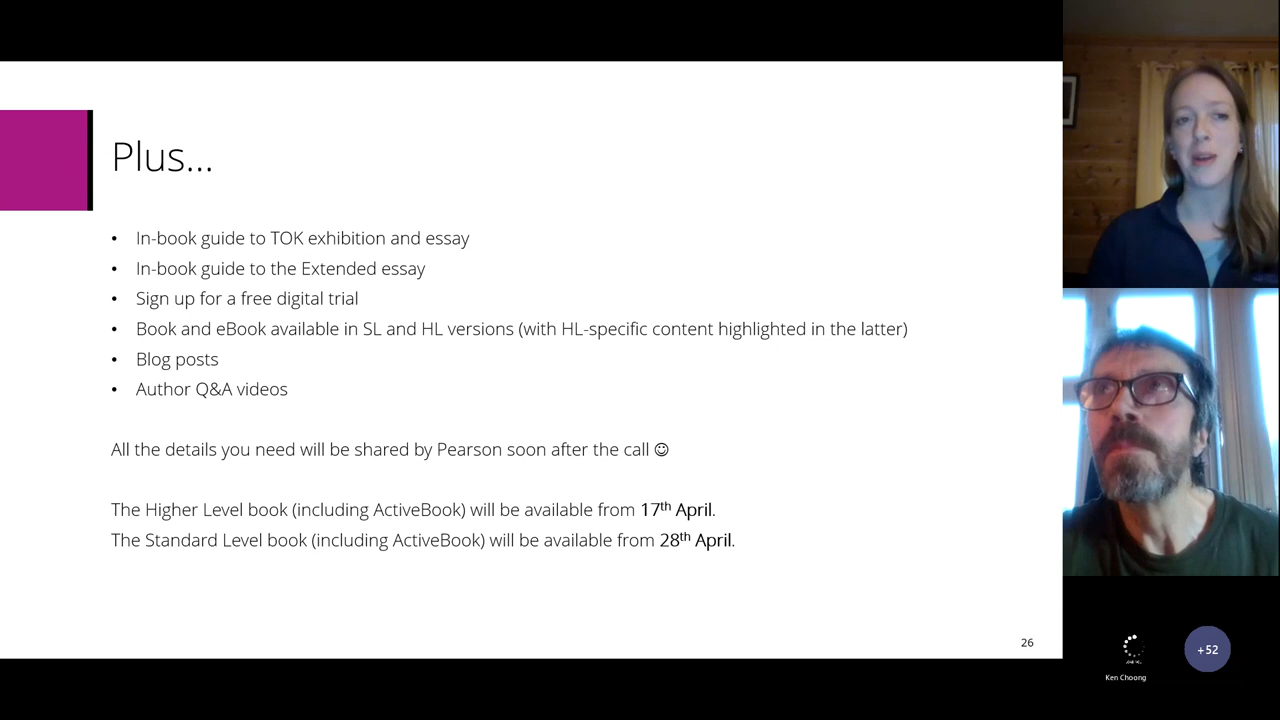 Plus...
• In-book guide to TOK exhibition and essay
• In-book guide to the Extended essay
• Sign up for a free digital trial
• Book and eBook available in SL and HL versions (with HL-specific content highlighted in the latter)
• Blog posts
• Author Q&A videos
All the details you need will be shared by Pearson soon after the call ☺
The Higher Level book (including ActiveBook) will be available from 17th April.
The Standard Level book (including ActiveBook) will be available from 28th April.
26
+52
Ken Choong